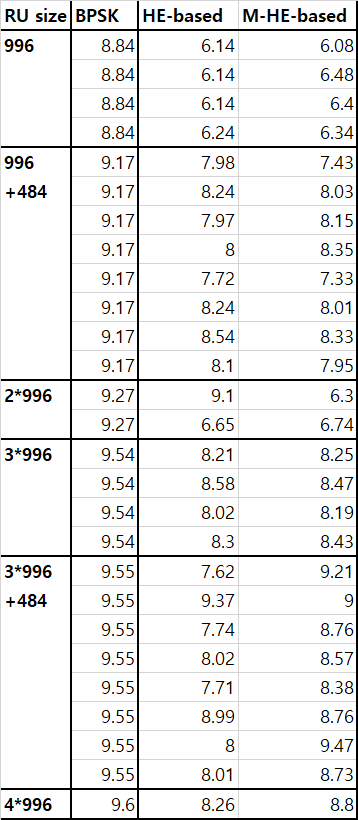 RU size BPSK HE-based M-HE-based
996 8.84 6.14 6.08
8.84 6.14 6.48
8.84 6.14 6.4
8.84 6.24 6.34
996 9.17 7.98 7.43
+484 9.17 8.24 8.03
9.17 7.97 8.15
9.17 8 8.35
9.17 7.72 7.33
9.17 8.24 8.01
9.17 8.54 8.33
9.17 8.1 7.95
2*996 9.27 9.1 6.3
9.27 6.65 6.74
3*996 9.54 8.21 8.25
9.54 8.58 8.47
9.54 8.02 8.19
9.54 8.3 8.43
3*996 9.55 7.62 9.21
+484 9.55 9.37 9
9.55 7.74 8.76
9.55 8.02 8.57
9.55 7.71 8.38
9.55 8.99 8.76
9.55 8 9.47
9.55 8.01 8.73
4*996 9.6 8.26 8.8